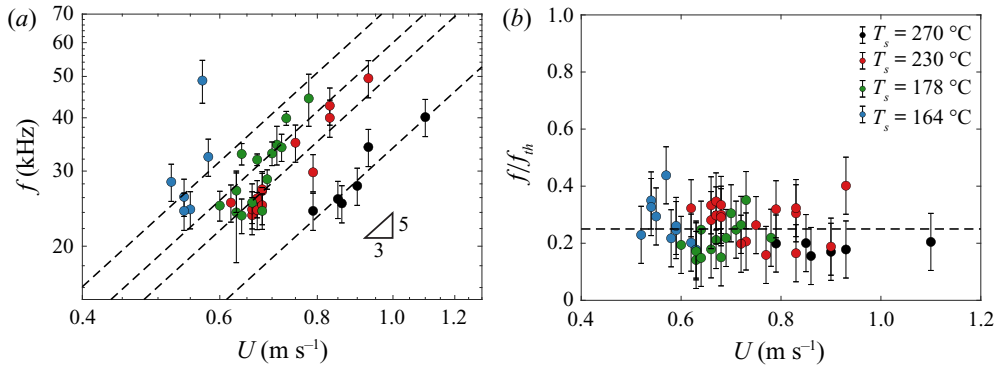 (a)
70
50
40
30
20
f (kHz)
5
3
0.4
0.6
0.8
1.0
1.2
U (m s⁻¹)
(b)
1.0
0.8
0.6
0.4
0.2
0
f/f_th
T_s = 270 °C
T_s = 230 °C
T_s = 178 °C
T_s = 164 °C
0.4
0.6
0.8
1.0
1.2
U (m s⁻¹)